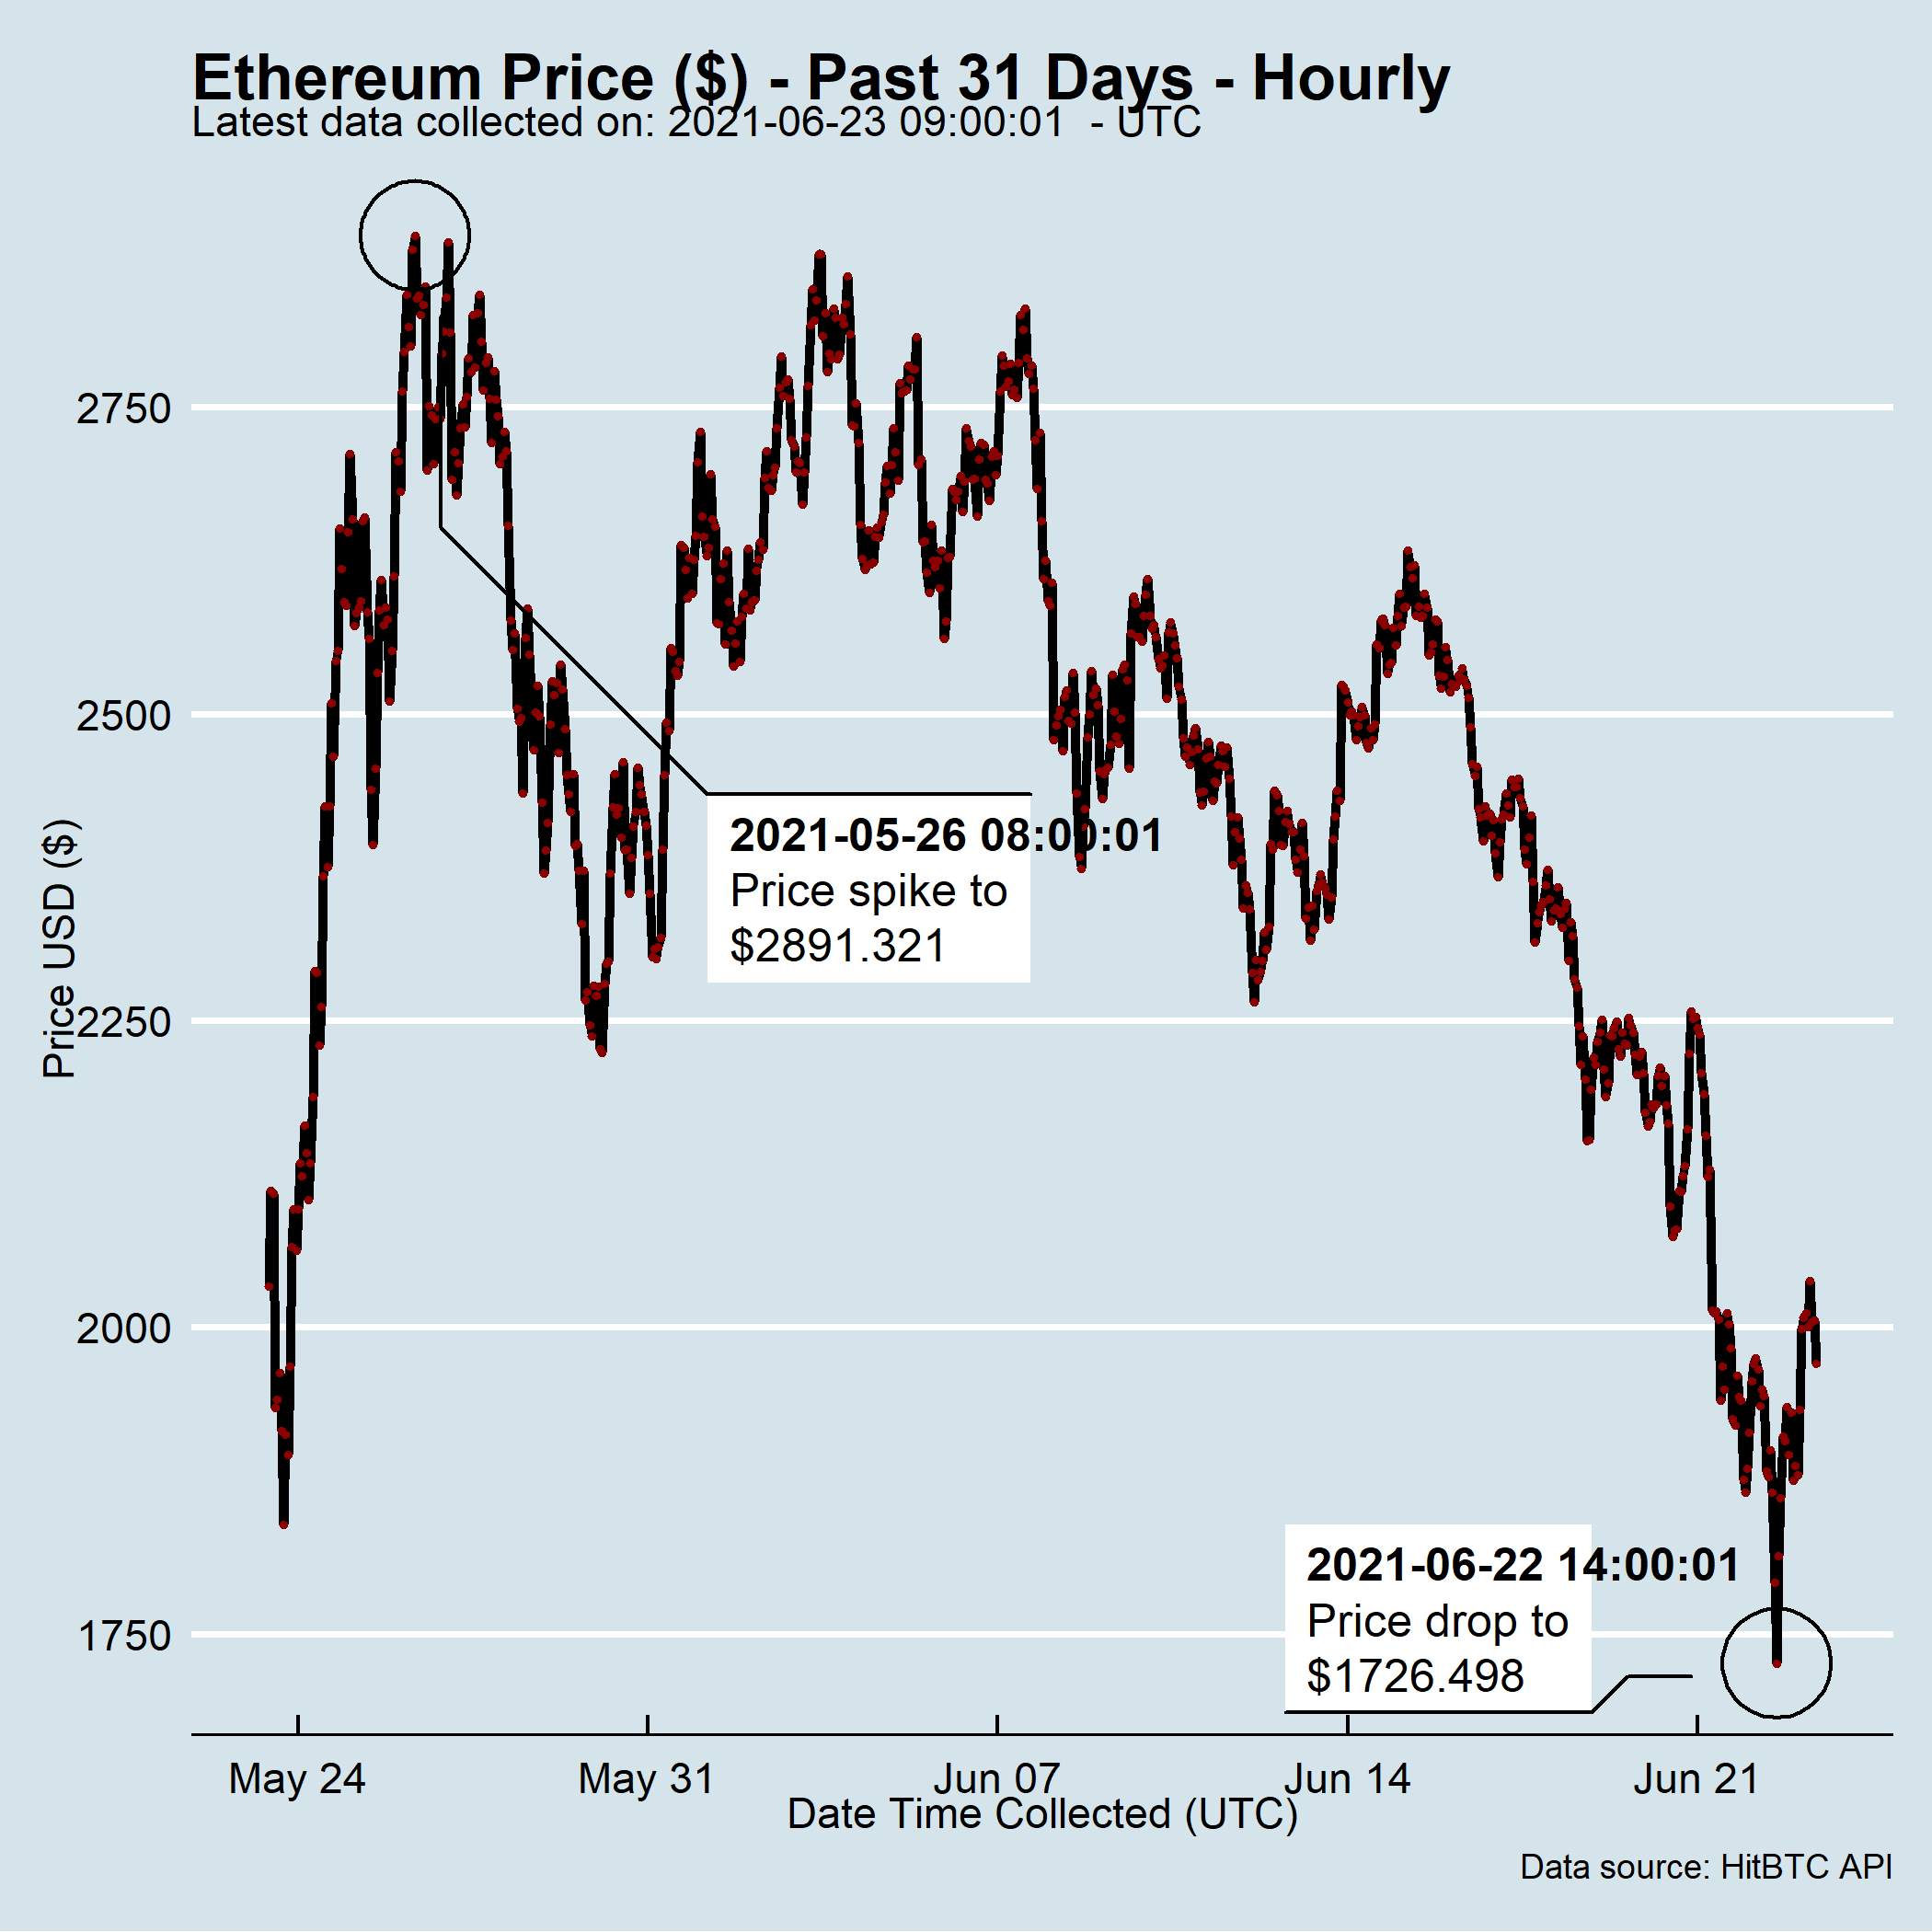 Ethereum Price ($) - Past 31 Days - Hourly
Latest data collected on: 2021-06-23 09:00:01  - UTC
Price USD ($)
2750
2500
2250
2000
1750
2021-05-26 08:00:01
Price spike to
$2891.321
2021-06-22 14:00:01
Price drop to
$1726.498
May 24
May 31
Jun 07
Jun 14
Jun 21
Date Time Collected (UTC)
Data source: HitBTC API